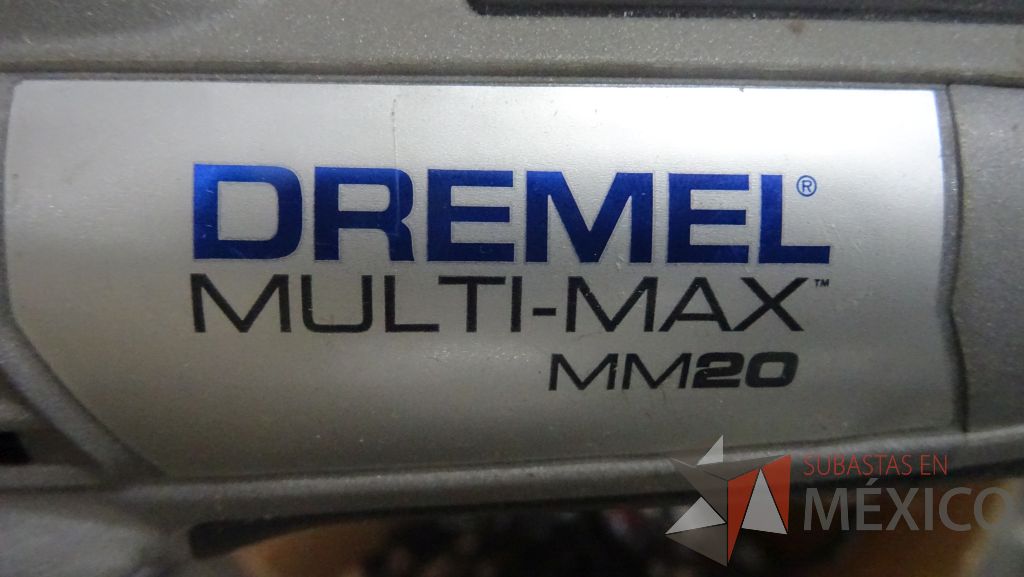 DREMEL®
MULTI-MAX™
MM20
SUBASTAS EN
MÉXICO